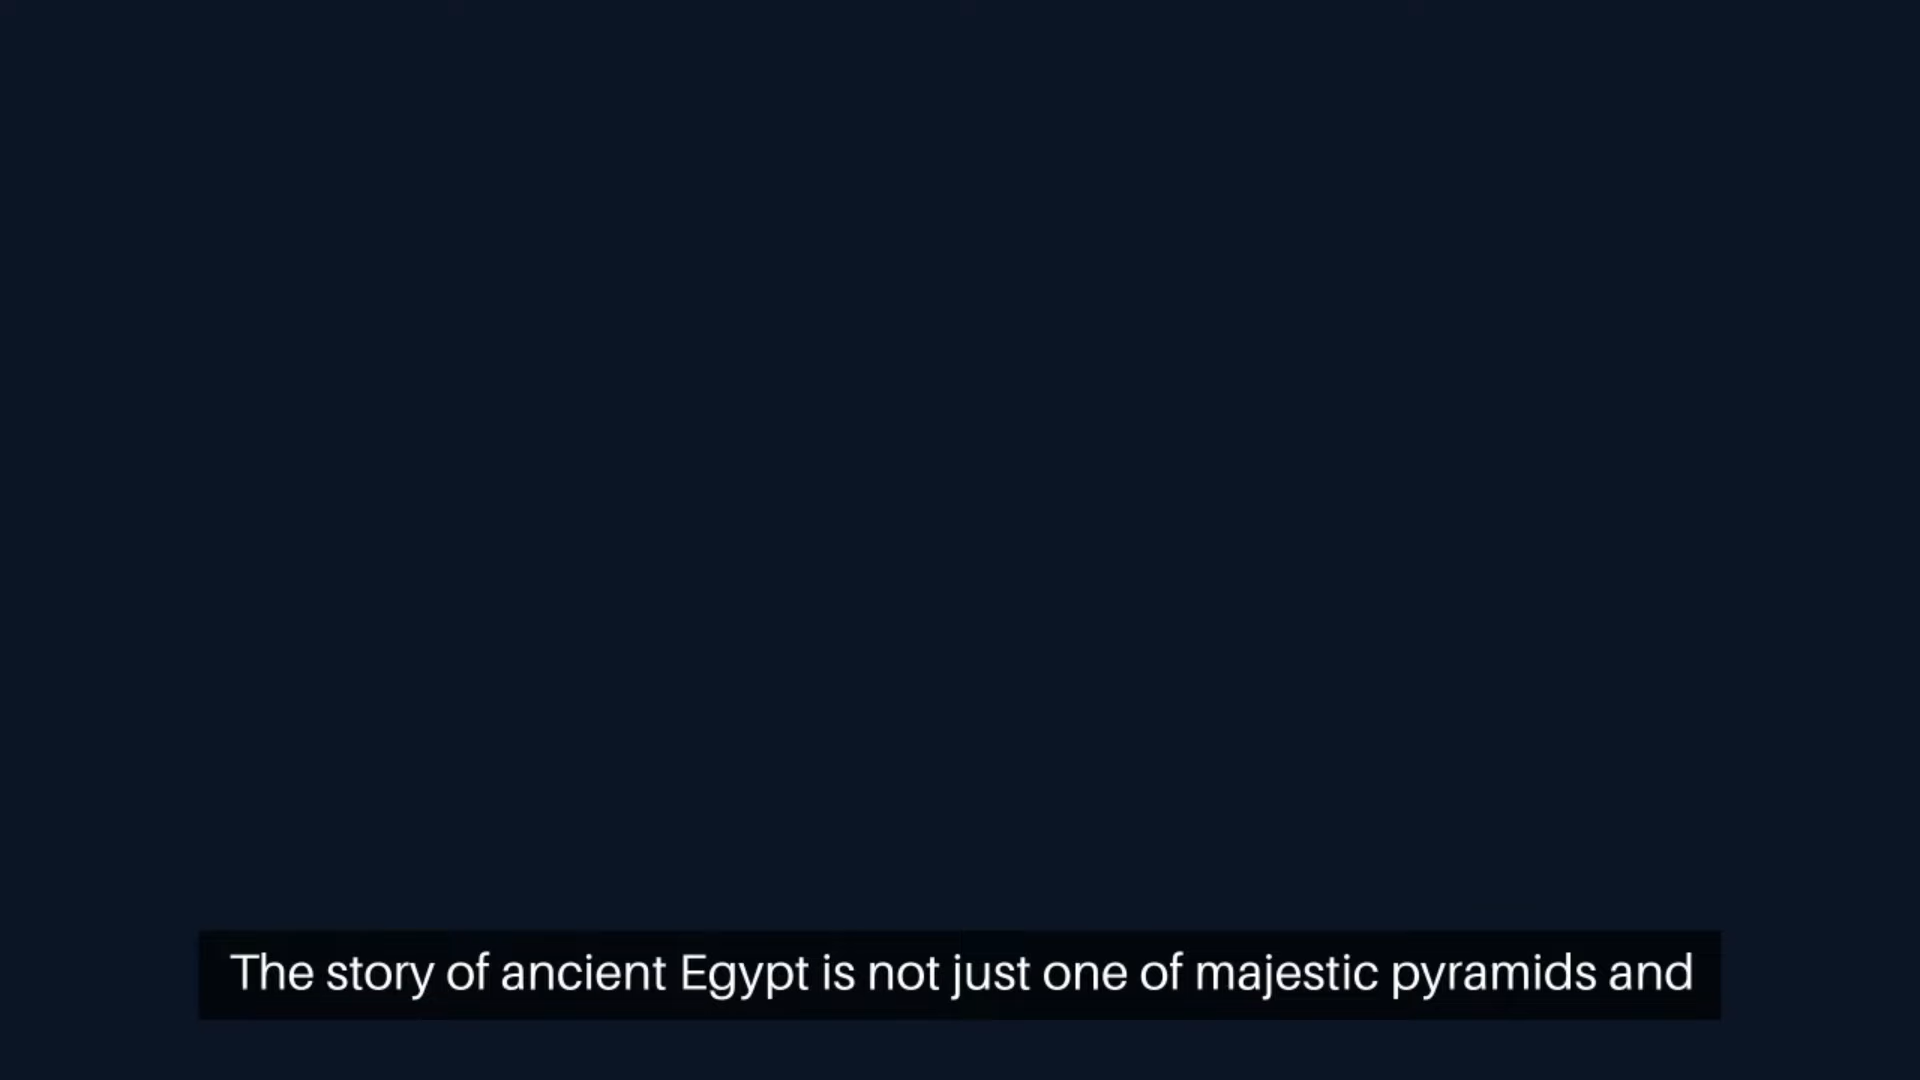 The story of ancient Egypt is not just one of majestic pyramids and